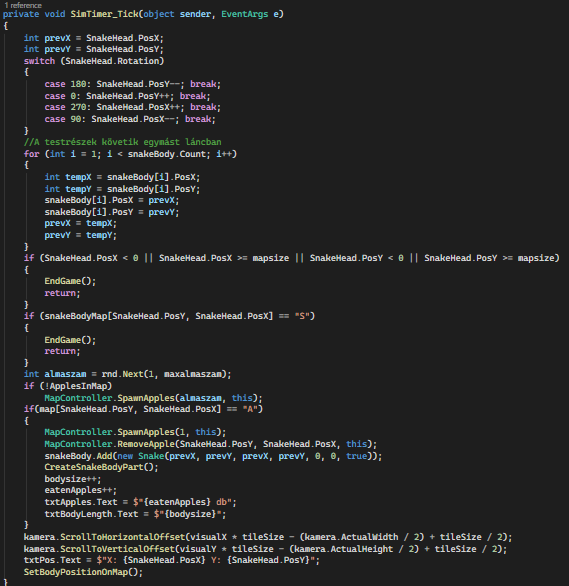 1 reference
private void SimTimer_Tick(object sender, EventArgs e)
{
    int prevX = SnakeHead.PosX;
    int prevY = SnakeHead.PosY;
    switch (SnakeHead.Rotation)
    {
        case 180: SnakeHead.PosY--; break;
        case 0: SnakeHead.PosY++; break;
        case 270: SnakeHead.PosX++; break;
        case 90: SnakeHead.PosX--; break;
    }
    //A testrészek követik egymást láncban
    for (int i = 1; i < snakeBody.Count; i++)
    {
        int tempX = snakeBody[i].PosX;
        int tempY = snakeBody[i].PosY;
        snakeBody[i].PosX = prevX;
        snakeBody[i].PosY = prevY;
        prevX = tempX;
        prevY = tempY;
    }
    if (SnakeHead.PosX < 0 || SnakeHead.PosX >= mapsize || SnakeHead.PosY < 0 || SnakeHead.PosY >= mapsize)
    {
        EndGame();
        return;
    }
    if (snakeBodyMap[SnakeHead.PosY, SnakeHead.PosX] == "S")
    {
        EndGame();
        return;
    }
    int almaszam = rnd.Next(1, maxalmaszam);
    if (!ApplesInMap)
        MapController.SpawnApples(almaszam, this);
    if(map[SnakeHead.PosY, SnakeHead.PosX] == "A")
    {
        MapController.SpawnApples(1, this);
        MapController.RemoveApple(SnakeHead.PosY, SnakeHead.PosX, this);
        snakeBody.Add(new Snake(prevX, prevY, prevX, prevY, 0, 0, true));
        CreateSnakeBodyPart();
        bodysize++;
        eatenApples++;
        txtApples.Text = $"{eatenApples} db";
        txtBodyLength.Text = $"{bodysize}";
    }
    kamera.ScrollToHorizontalOffset(visualX * tileSize - (kamera.ActualWidth / 2) + tileSize / 2);
    kamera.ScrollToVerticalOffset(visualY * tileSize - (kamera.ActualHeight / 2) + tileSize / 2);
    txtPos.Text = $"X: {SnakeHead.PosX} Y: {SnakeHead.PosY}";
    SetBodyPositionOnMap();
}